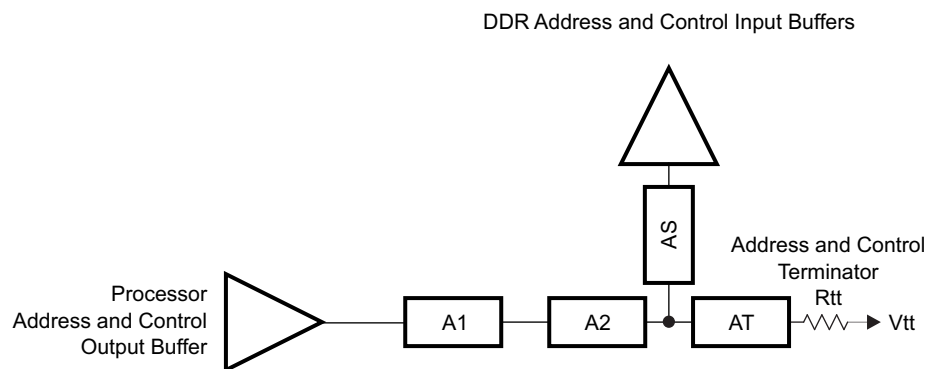 DDR Address and Control Input Buffers
AS
Address and Control
Terminator
Rtt
Processor
Address and Control
Output Buffer
A1
A2
AT
Vtt